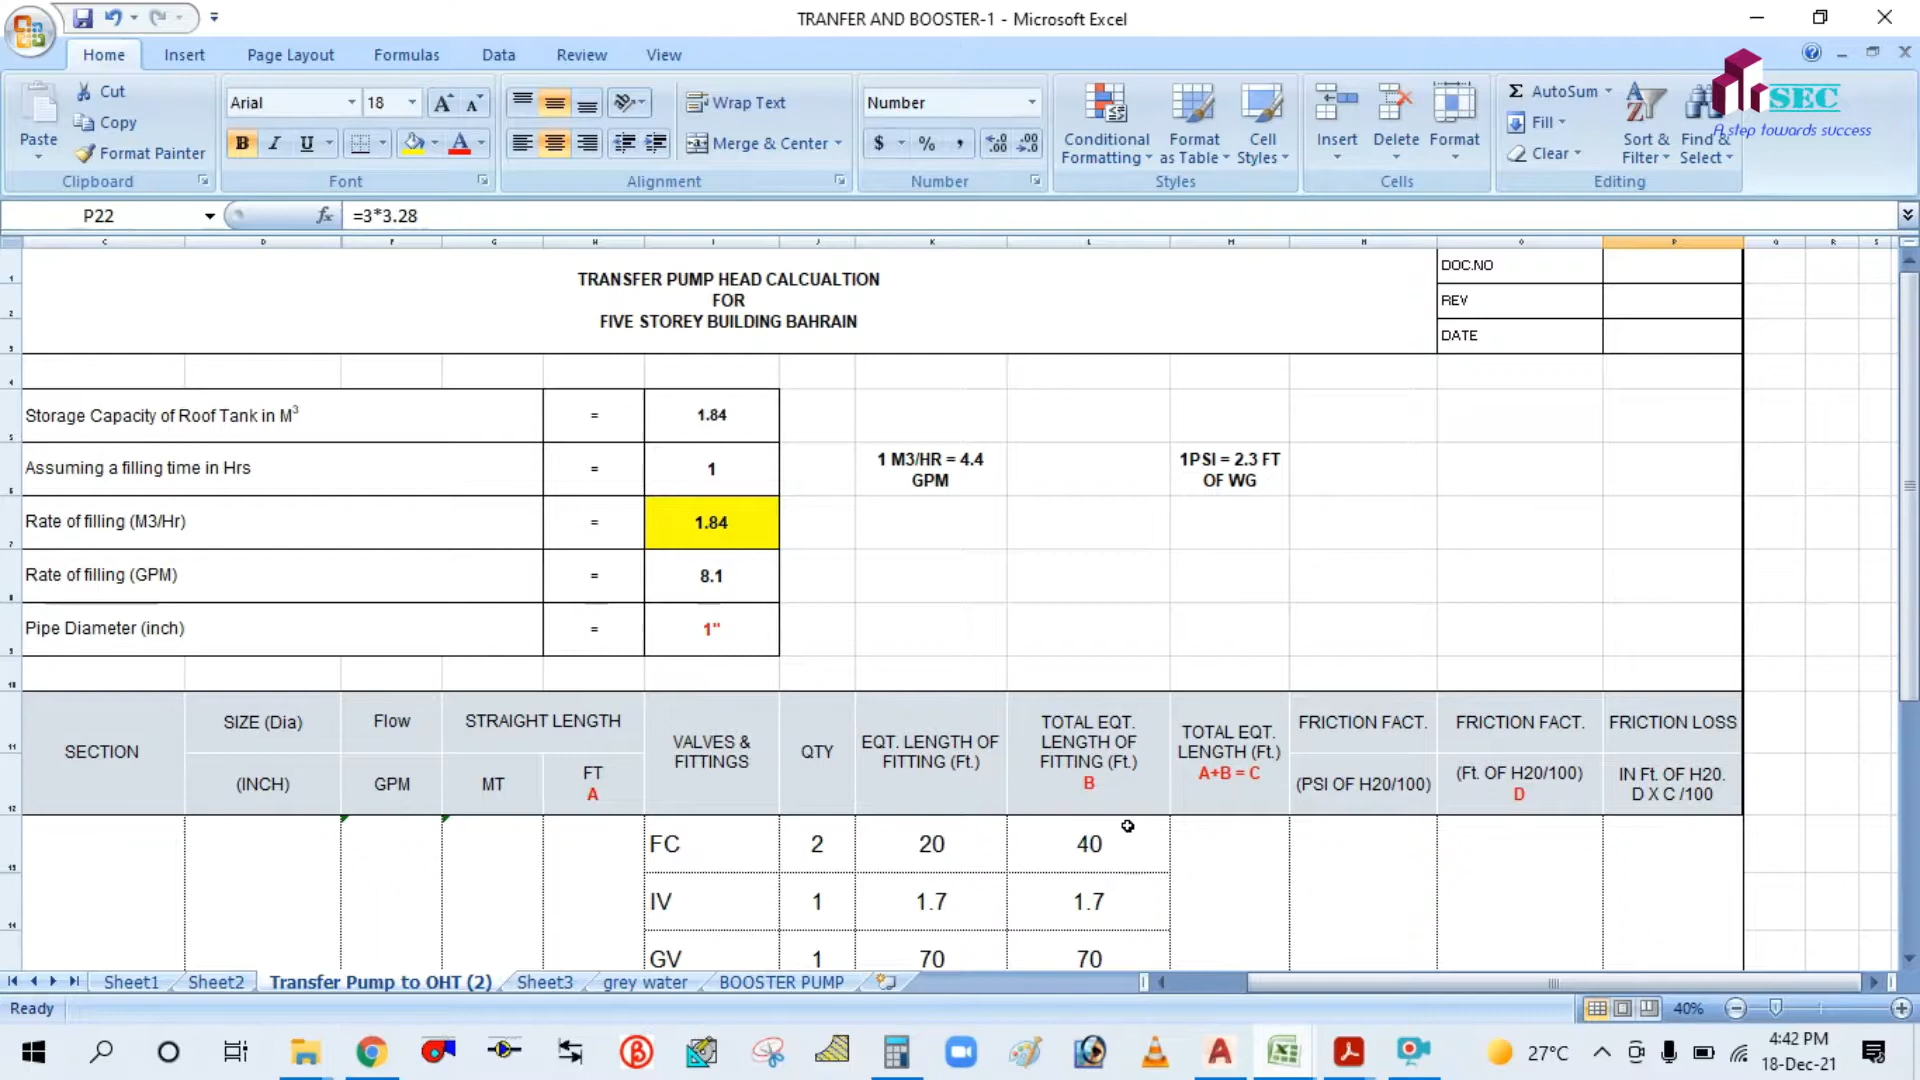 TRANFER AND BOOSTER-1 - Microsoft Excel
Home Insert Page Layout Formulas Data Review View
Paste
Cut
Copy
Format Painter
Clipboard
Arial 18
B I U
Font
Wrap Text
Merge & Center
Alignment
Number
$ % ,
Number
Conditional Formatting
Format as Table
Cell Styles
Styles
Insert Delete Format
Cells
Σ AutoSum
Fill
Clear
Sort & Filter
Find & Select
Editing
SEC
A step towards success
P22 fx =3*3.28
TRANSFER PUMP HEAD CALCUALTION
FOR
FIVE STOREY BUILDING BAHRAIN
DOC.NO
REV
DATE
Storage Capacity of Roof Tank in M3 = 1.84
Assuming a filling time in Hrs = 1
Rate of filling (M3/Hr) = 1.84
Rate of filling (GPM) = 8.1
Pipe Diameter (inch) = 1"
1 M3/HR = 4.4
GPM
1PSI = 2.3 FT
OF WG
SECTION
SIZE (Dia)
(INCH)
Flow
GPM
STRAIGHT LENGTH
MT
FT
A
VALVES &
FITTINGS
QTY
EQT. LENGTH OF
FITTING (Ft.)
TOTAL EQT.
LENGTH OF
FITTING (Ft.)
B
TOTAL EQT.
LENGTH (Ft.)
A+B = C
FRICTION FACT.
(PSI OF H20/100)
FRICTION FACT.
(Ft. OF H20/100)
D
FRICTION LOSS
IN Ft. OF H20.
D X C /100
FC 2 20 40
IV 1 1.7 1.7
GV 1 70 70
Sheet1 Sheet2 Transfer Pump to OHT (2) Sheet3 grey water BOOSTER PUMP
Ready
40%
27°C
4:42 PM
18-Dec-21